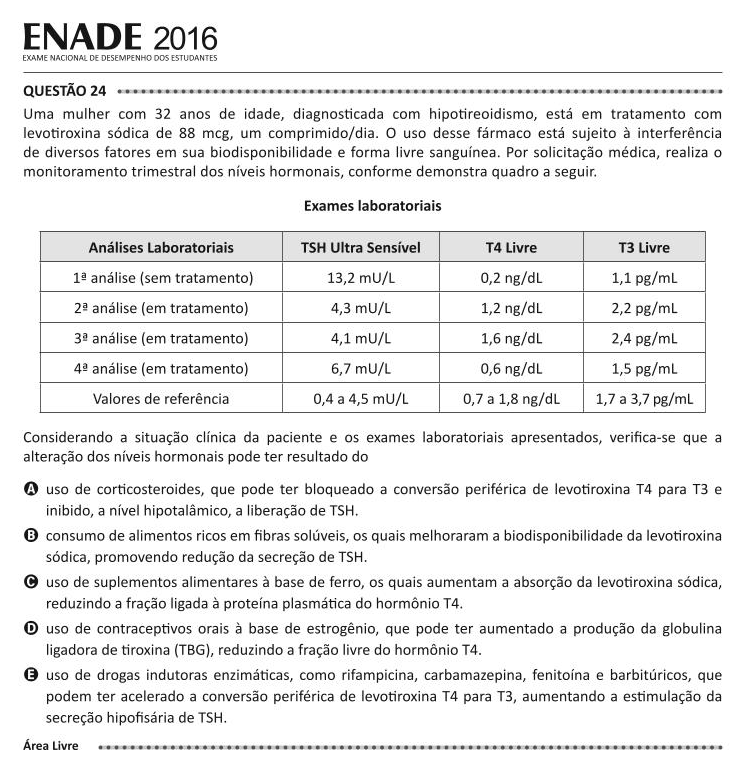 ENADE 2016
EXAME NACIONAL DE DESEMPENHO DOS ESTUDANTES
QUESTÃO 24
Uma mulher com 32 anos de idade, diagnosticada com hipotireoidismo, está em tratamento com
levotiroxina sódica de 88 mcg, um comprimido/dia. O uso desse fármaco está sujeito à interferência
de diversos fatores em sua biodisponibilidade e forma livre sanguínea. Por solicitação médica, realiza o
monitoramento trimestral dos níveis hormonais, conforme demonstra quadro a seguir.
Exames laboratoriais
Análises Laboratoriais TSH Ultra Sensível T4 Livre T3 Livre
1ª análise (sem tratamento) 13,2 mU/L 0,2 ng/dL 1,1 pg/mL
2ª análise (em tratamento) 4,3 mU/L 1,2 ng/dL 2,2 pg/mL
3ª análise (em tratamento) 4,1 mU/L 1,6 ng/dL 2,4 pg/mL
4ª análise (em tratamento) 6,7 mU/L 0,6 ng/dL 1,5 pg/mL
Valores de referência 0,4 a 4,5 mU/L 0,7 a 1,8 ng/dL 1,7 a 3,7 pg/mL
Considerando a situação clínica da paciente e os exames laboratoriais apresentados, verifica-se que a
alteração dos níveis hormonais pode ter resultado do
A uso de corticosteroides, que pode ter bloqueado a conversão periférica de levotiroxina T4 para T3 e
inibido, a nível hipotalâmico, a liberação de TSH.
B consumo de alimentos ricos em fibras solúveis, os quais melhoraram a biodisponibilidade da levotiroxina
sódica, promovendo redução da secreção de TSH.
C uso de suplementos alimentares à base de ferro, os quais aumentam a absorção da levotiroxina sódica,
reduzindo a fração ligada à proteína plasmática do hormônio T4.
D uso de contraceptivos orais à base de estrogênio, que pode ter aumentado a produção da globulina
ligadora de tiroxina (TBG), reduzindo a fração livre do hormônio T4.
E uso de drogas indutoras enzimáticas, como rifampicina, carbamazepina, fenitoína e barbitúricos, que
podem ter acelerado a conversão periférica de levotiroxina T4 para T3, aumentando a estimulação da
secreção hipofisária de TSH.
Área Livre